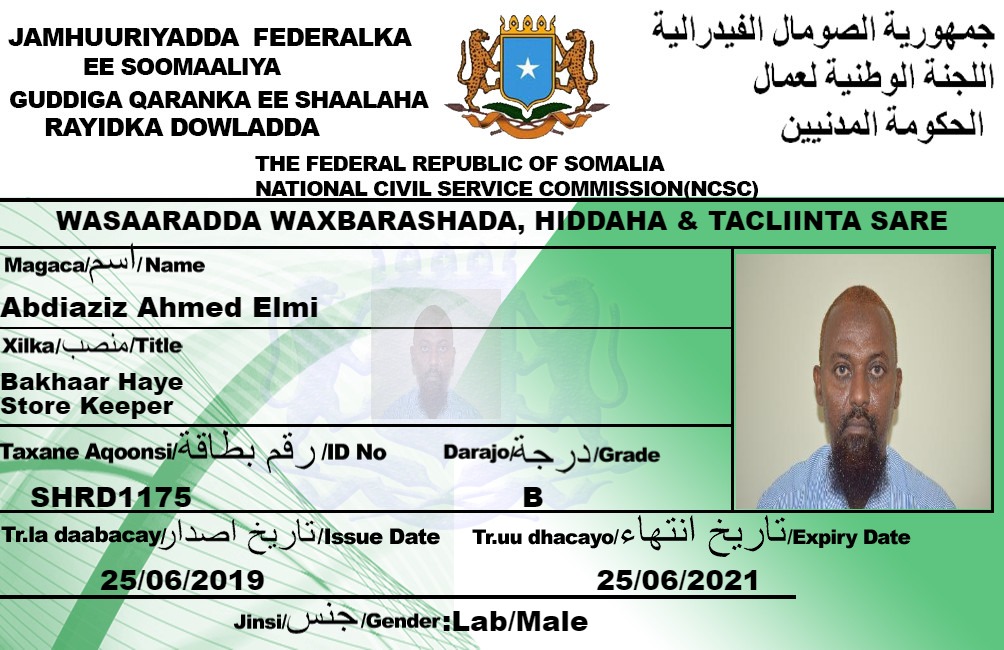 JAMHUURIYADDA FEDERALKA
EE SOOMAALIYA
GUDDIGA QARANKA EE SHAALAHA
RAYIDKA DOWLADDA
جمهورية الصومال الفيدرالية
اللجنة الوطنية لعمال
الحكومة المدنيين
THE FEDERAL REPUBLIC OF SOMALIA
NATIONAL CIVIL SERVICE COMMISSION(NCSC)
WASAARADDA WAXBARASHADA, HIDDAHA & TACLIINTA SARE
Magaca/اسم/Name
Abdiaziz Ahmed Elmi
Xilka/منصب/Title
Bakhaar Haye
Store Keeper
Taxane Aqoonsi/رقم بطاقة/ID No
Darajo/درجة/Grade
SHRD1175
B
Tr.la daabacay/تاريخ اصدار/Issue Date
Tr.uu dhacayo/تاريخ انتهاء/Expiry Date
25/06/2019
25/06/2021
Jinsi/جنس/Gender:Lab/Male